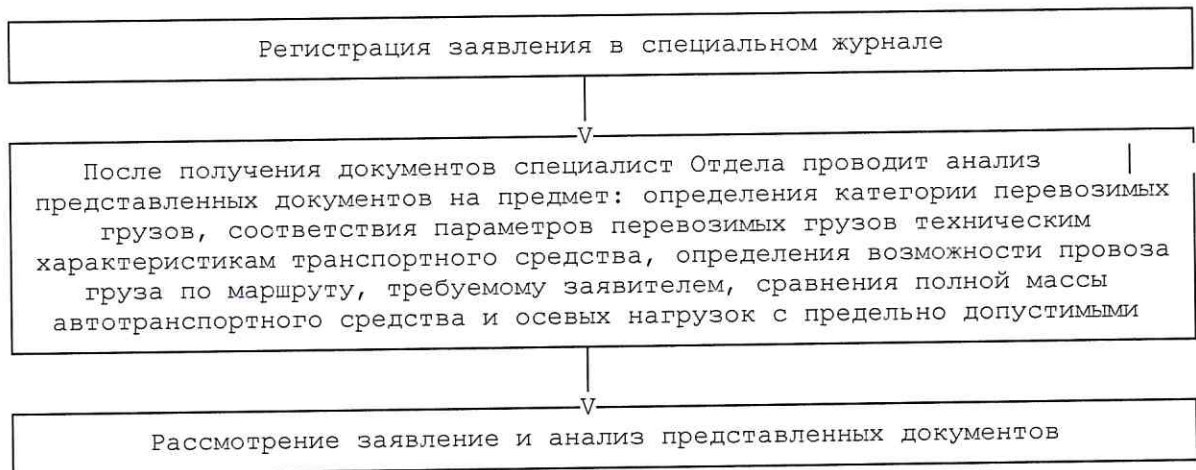 Регистрация заявления в специальном журнале
V
После получения документов специалист Отдела проводит анализ
представленных документов на предмет: определения категории перевозимых
грузов, соответствия параметров перевозимых грузов техническим
характеристикам транспортного средства, определения возможности провоза
груза по маршруту, требуемому заявителем, сравнения полной массы
автотранспортного средства и осевых нагрузок с предельно допустимыми
V
Рассмотрение заявление и анализ представленных документов